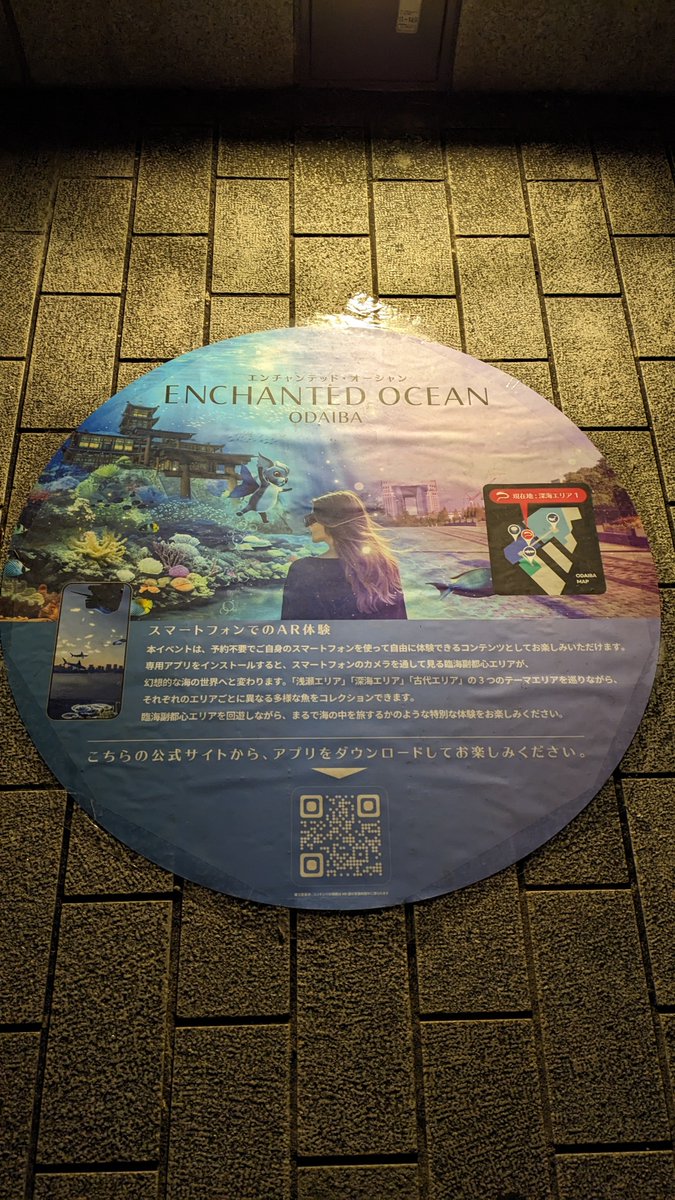 エンチャンテッド・オーシャン
ENCHANTED OCEAN
ODAIBA
現在地：深海エリア 1
ODAIBA
MAP
スマートフォンでのAR体験
本イベントは、予約不要でご自身のスマートフォンを使って自由に体験できるコンテンツとしてお楽しみいただけます。
専用アプリをインストールすると、スマートフォンのカメラを通して見る臨海副都心エリアが、
幻想的な海の世界へと変わります。「浅瀬エリア」「深海エリア」「古代エリア」の３つのテーマエリアを巡りながら、
それぞれのエリアごとに異なる多様な魚をコレクションできます。
臨海副都心エリアを回遊しながら、まるで海の中を旅するかのような特別な体験をお楽しみください。
こちらの公式サイトから、アプリをダウンロードしてお楽しみください。